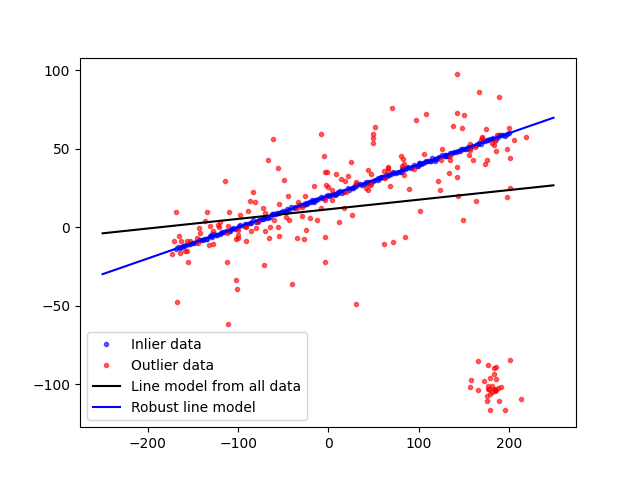 100
50
0
−50
−100
Inlier data
Outlier data
Line model from all data
Robust line model
−200
−100
0
100
200